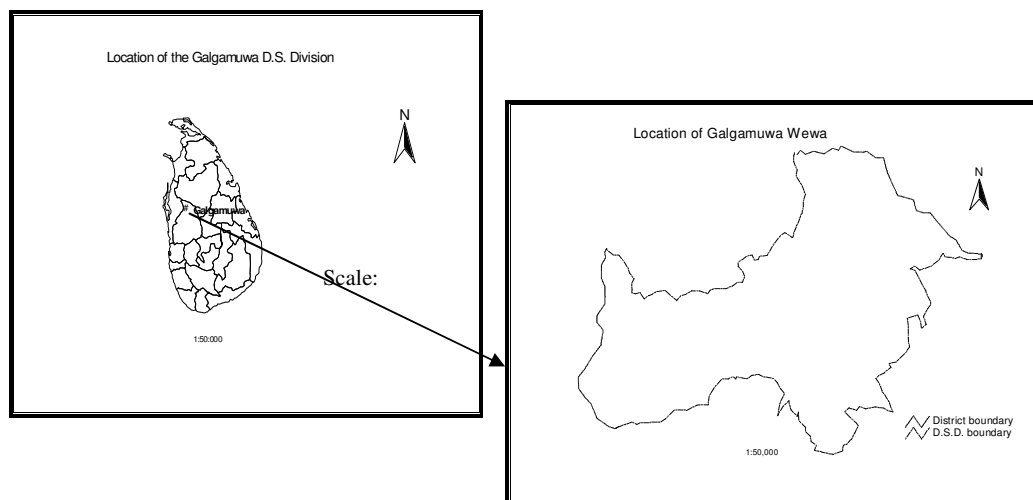 Location of the Galgamuwa D.S. Division
N
# Galgamuwa
Scale:
1:50:000
Location of Galgamuwa Wewa
N
District boundary
D.S.D. boundary
1:50,000